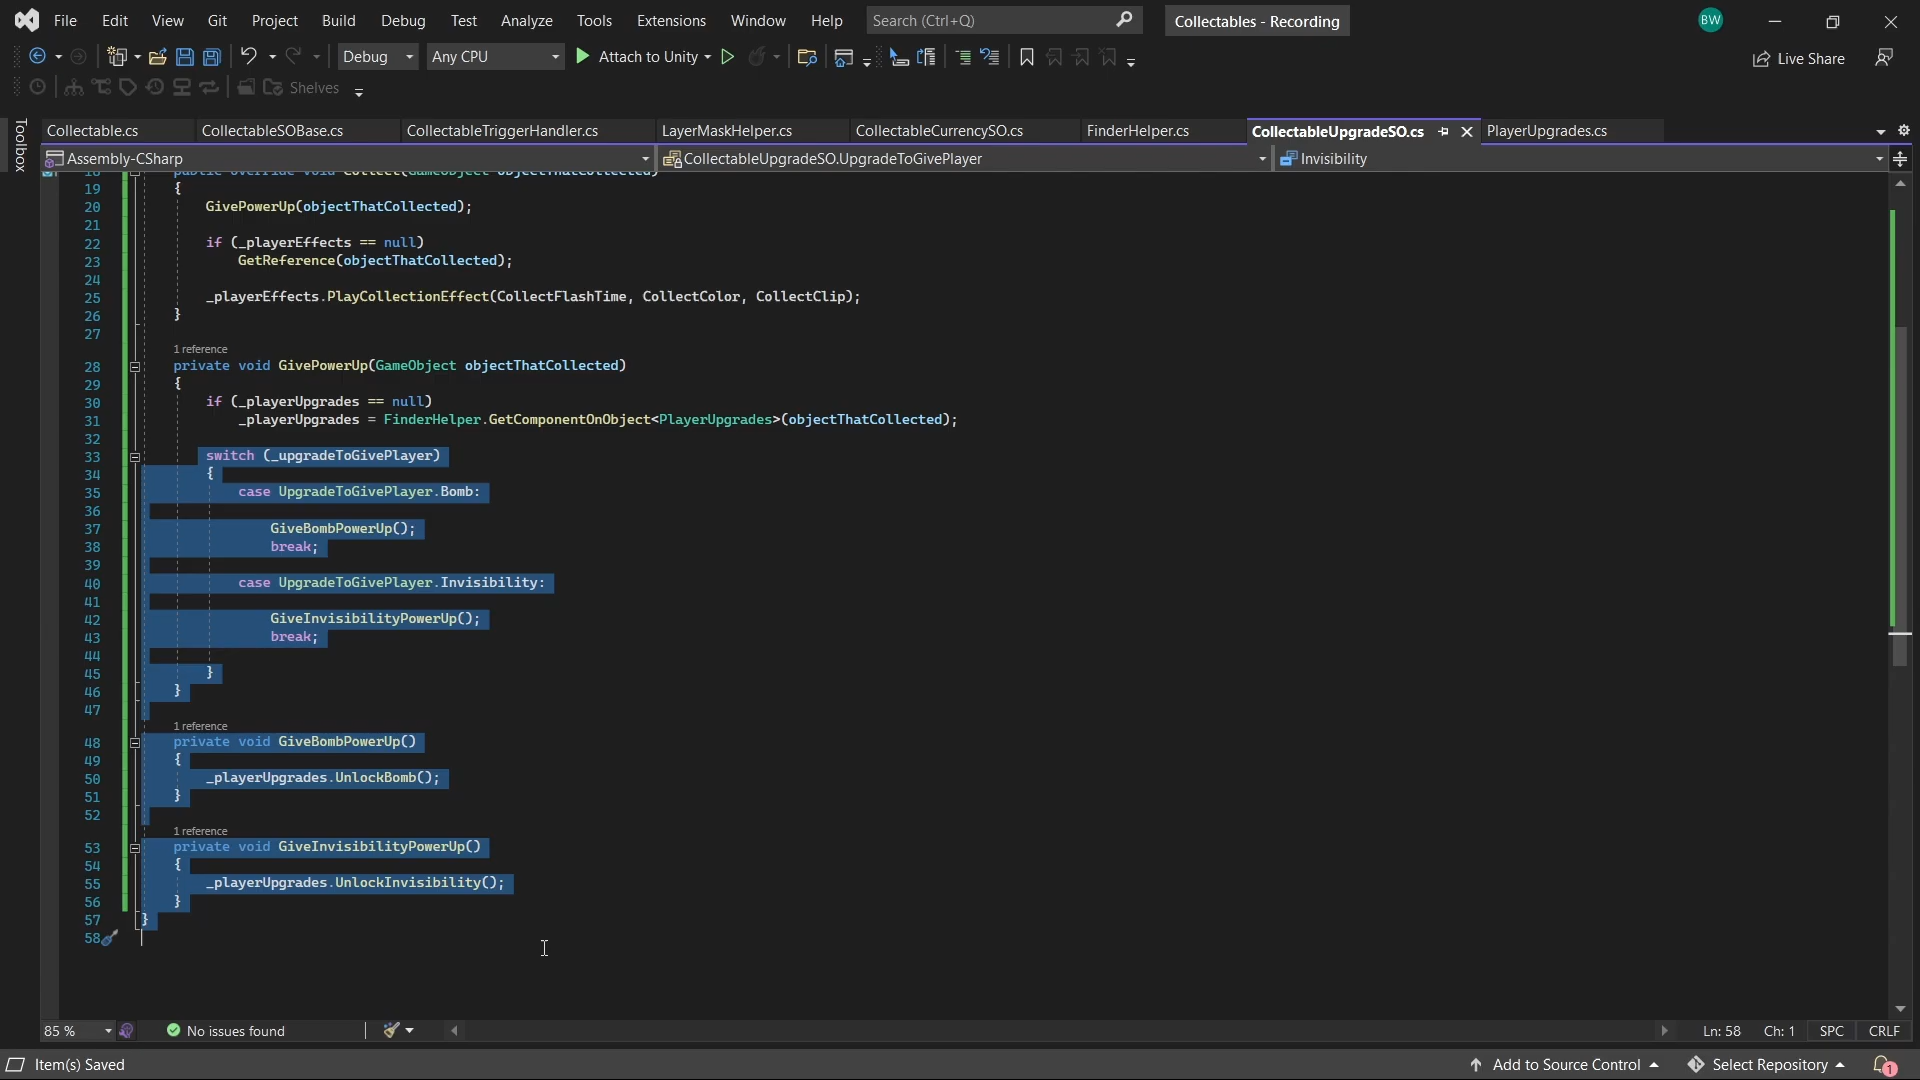 File Edit View Git Project Build Debug Test Analyze Tools Extensions Window Help Search (Ctrl+Q) Collectables - Recording BW
Debug Any CPU Attach to Unity Live Share
Shelves
Toolbox
Collectable.cs CollectableSOBase.cs CollectableTriggerHandler.cs LayerMaskHelper.cs CollectableCurrencySO.cs FinderHelper.cs CollectableUpgradeSO.cs PlayerUpgrades.cs
Assembly-CSharp CollectableUpgradeSO.UpgradeToGivePlayer Invisibility
18 public override void Collect(GameObject objectThatCollected)
19 {
20 GivePowerUp(objectThatCollected);
21
22 if (_playerEffects == null)
23 GetReference(objectThatCollected);
24
25 _playerEffects.PlayCollectionEffect(CollectFlashTime, CollectColor, CollectClip);
26 }
27
1 reference
28 private void GivePowerUp(GameObject objectThatCollected)
29 {
30 if (_playerUpgrades == null)
31 _playerUpgrades = FinderHelper.GetComponentOnObject<PlayerUpgrades>(objectThatCollected);
32
33 switch (_upgradeToGivePlayer)
34 {
35 case UpgradeToGivePlayer.Bomb:
36
37 GiveBombPowerUp();
38 break;
39
40 case UpgradeToGivePlayer.Invisibility:
41
42 GiveInvisibilityPowerUp();
43 break;
44
45 }
46 }
47
1 reference
48 private void GiveBombPowerUp()
49 {
50 _playerUpgrades.UnlockBomb();
51 }
52
1 reference
53 private void GiveInvisibilityPowerUp()
54 {
55 _playerUpgrades.UnlockInvisibility();
56 }
57 }
58
85 % No issues found Ln: 58 Ch: 1 SPC CRLF
Item(s) Saved Add to Source Control Select Repository 1